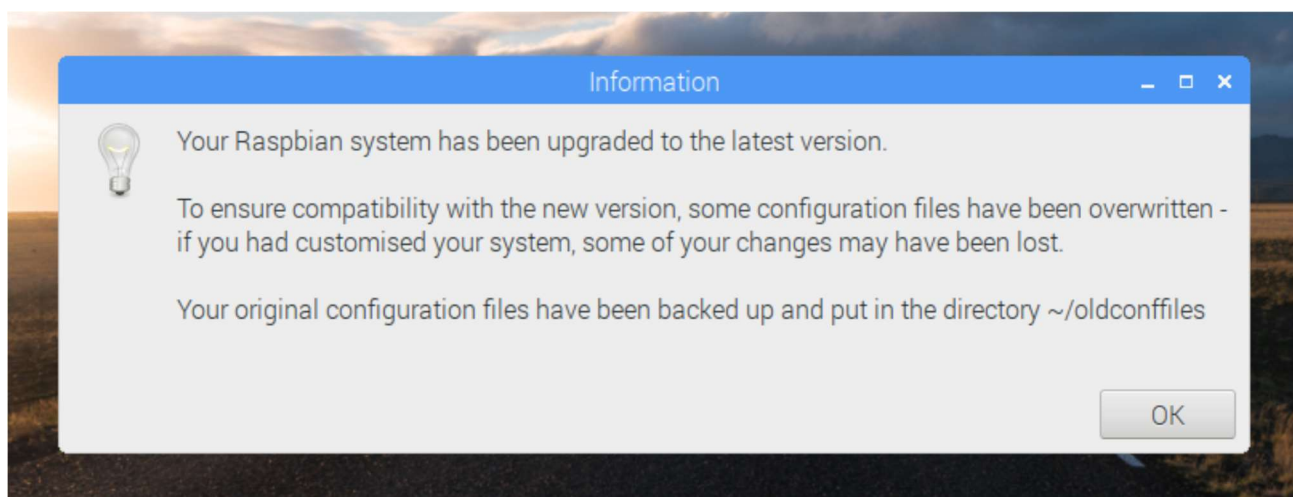 Information
Your Raspbian system has been upgraded to the latest version.
To ensure compatibility with the new version, some configuration files have been overwritten -
if you had customised your system, some of your changes may have been lost.
Your original configuration files have been backed up and put in the directory ~/oldconffiles
OK